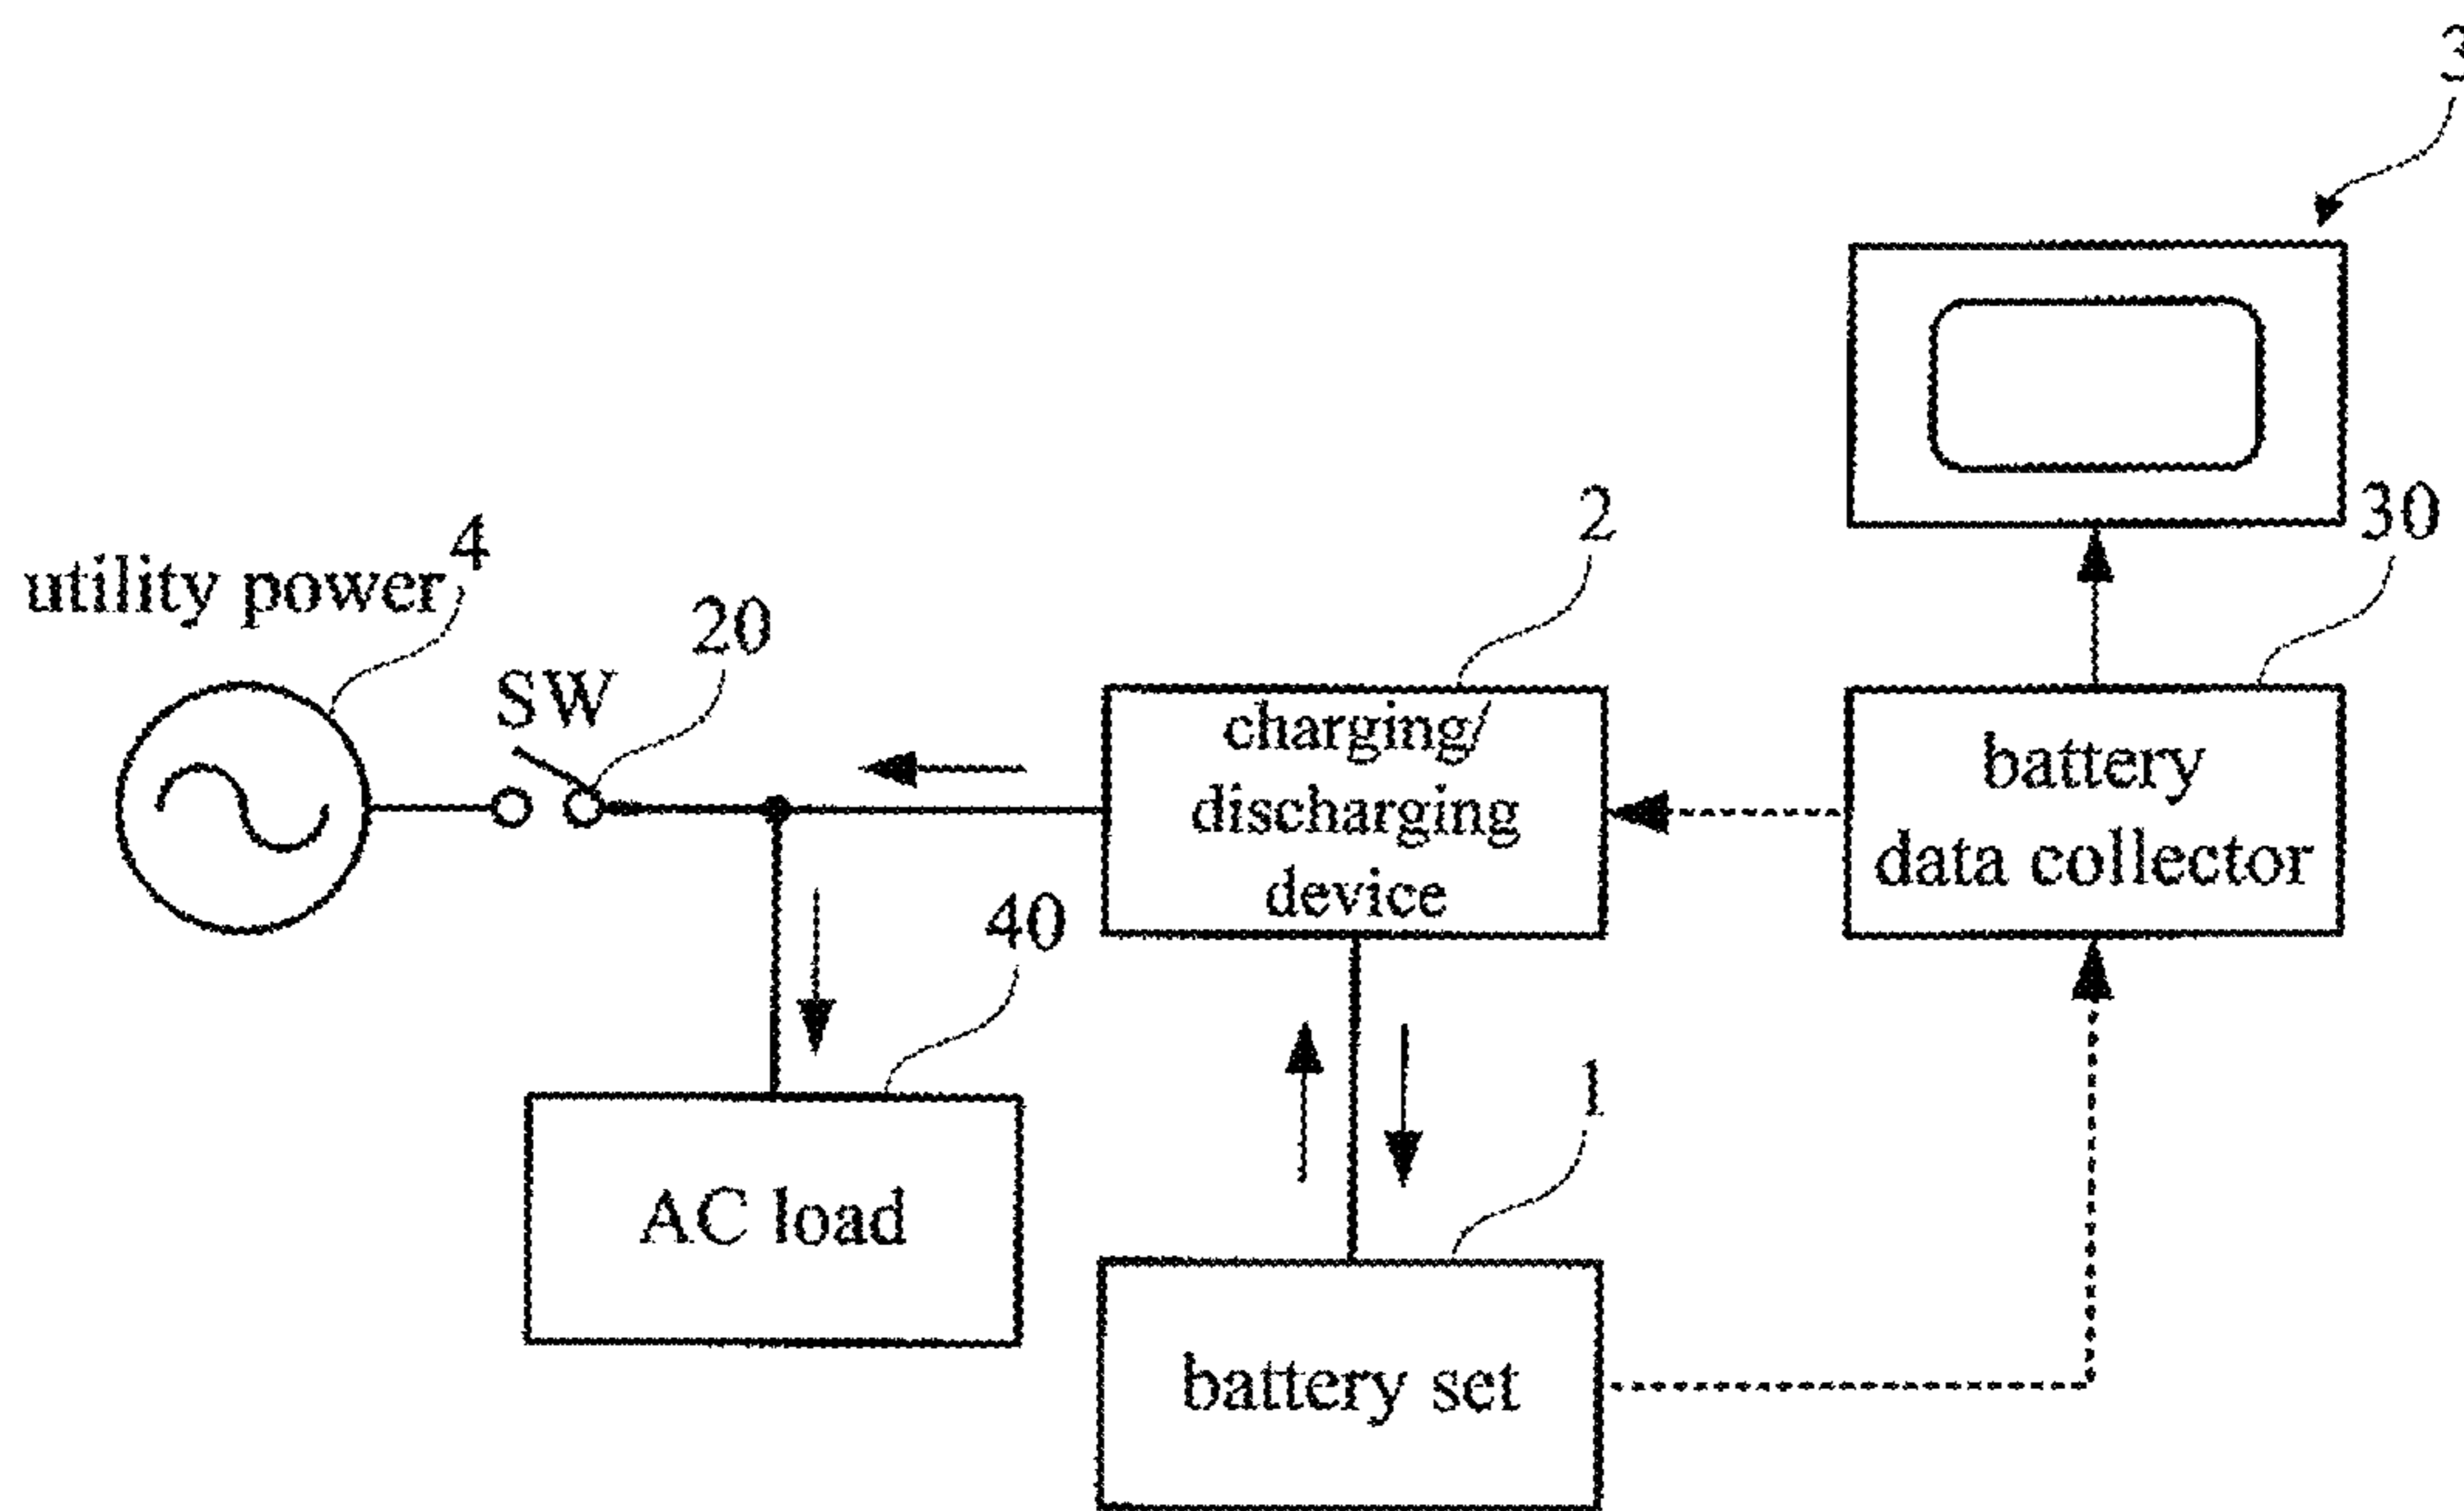 3
2
30
4
utility power
20
SW
charging/
discharging
device
battery
data collector
40
1
AC load
battery set